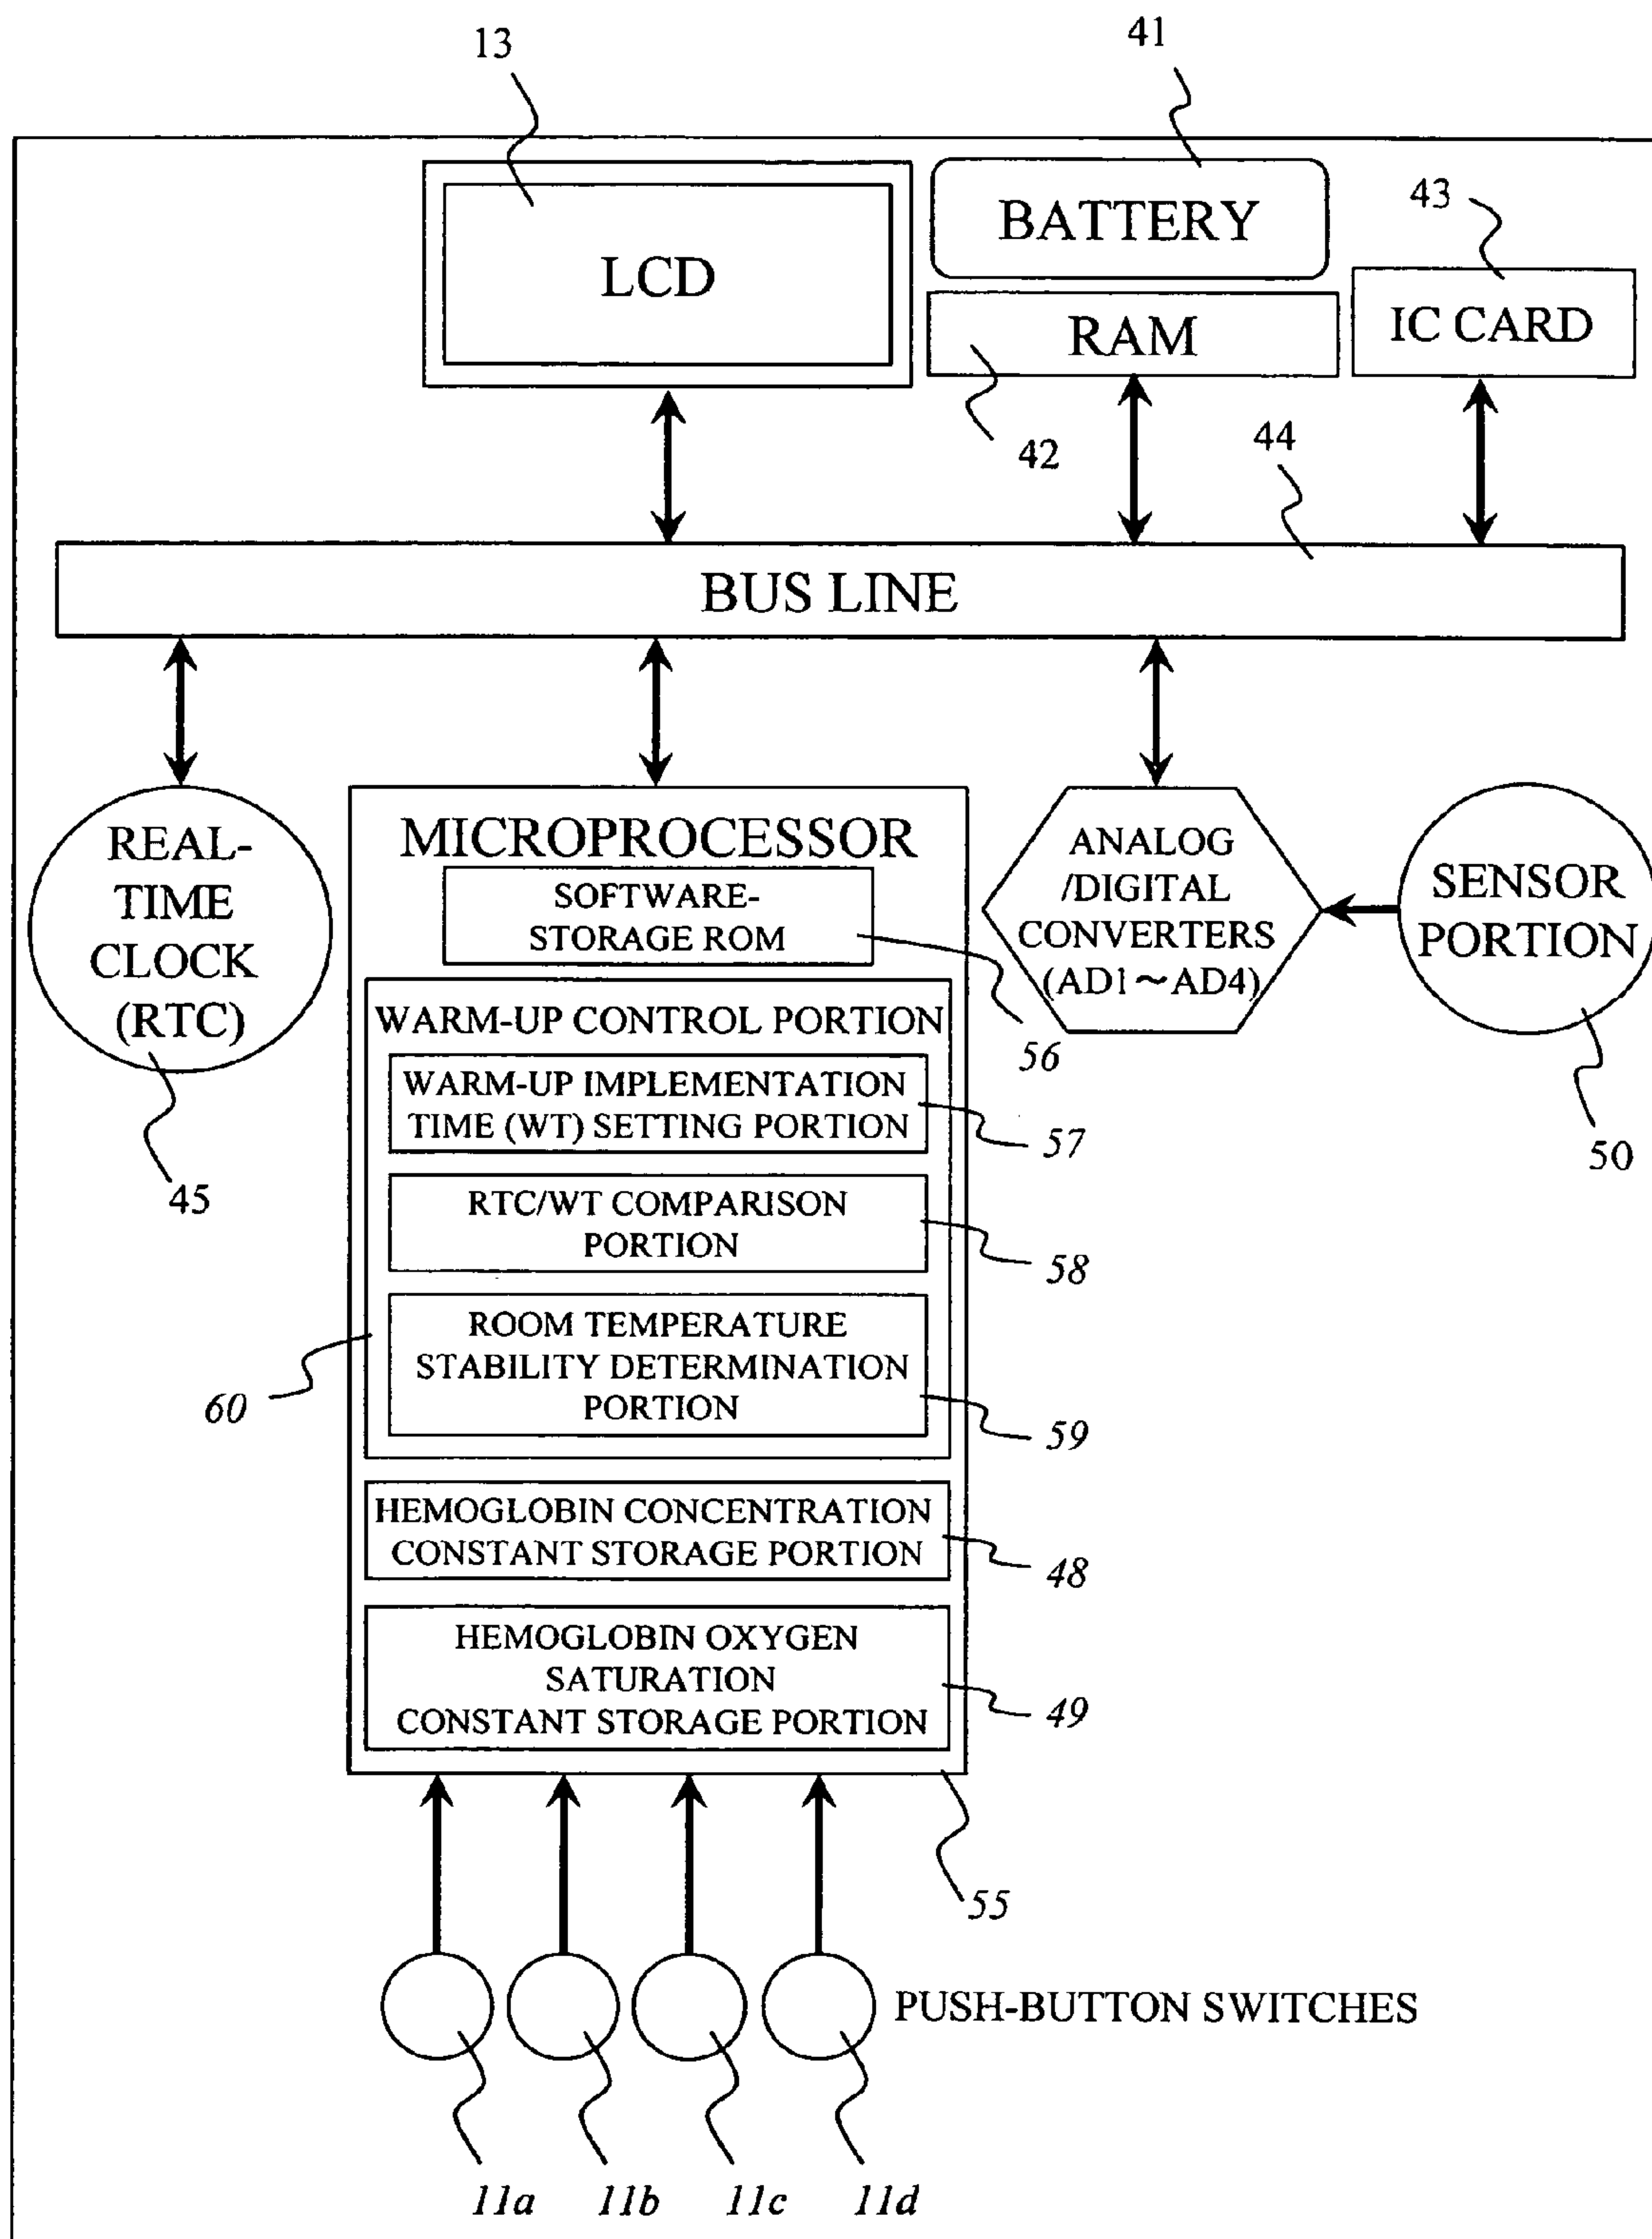 13
41
43
LCD
BATTERY
RAM
IC CARD
42
44
BUS LINE
REAL-
TIME
CLOCK
(RTC)
45
MICROPROCESSOR
SOFTWARE-
STORAGE ROM
56
WARM-UP CONTROL PORTION
WARM-UP IMPLEMENTATION
TIME (WT) SETTING PORTION
57
RTC/WT COMPARISON
PORTION
58
ROOM TEMPERATURE
STABILITY DETERMINATION
PORTION
59
60
HEMOGLOBIN CONCENTRATION
CONSTANT STORAGE PORTION
48
HEMOGLOBIN OXYGEN
SATURATION
CONSTANT STORAGE PORTION
49
55
ANALOG
/DIGITAL
CONVERTERS
(AD1～AD4)
SENSOR
PORTION
50
PUSH-BUTTON SWITCHES
11a
11b
11c
11d